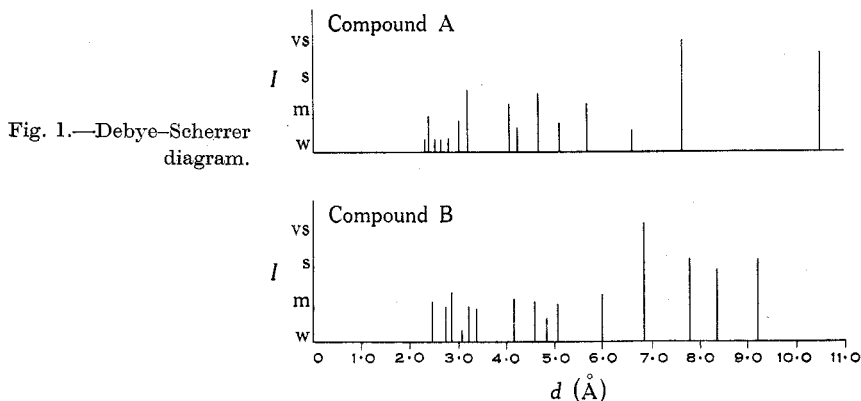 Fig. 1.—Debye–Scherrer
diagram.
Compound A
vs
I s
m
w
Compound B
vs
I s
m
w
0 1·0 2·0 3·0 4·0 5·0 6·0 7·0 8·0 9·0 10·0 11·0
d (Å)